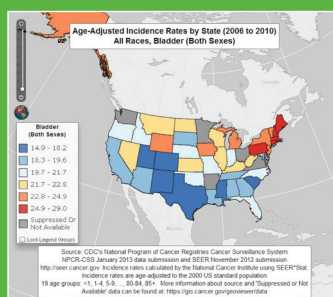 Age-Adjusted Incidence Rates by State (2006 to 2010)
All Races, Bladder (Both Sexes)
Bladder
(Both Sexes)
14.9 - 18.2
18.3 - 19.6
19.7 - 21.7
21.7 - 22.8
22.8 - 24.9
24.9 - 29.0
Suppressed Or
Not Available
Lock Legend Groups
Source: CDC's National Program of Cancer Registries Cancer Surveillance System
NPCR-CSS January 2013 data submission and SEER November 2012 submission
http://seer.cancer.gov. Incidence rates calculated by the National Cancer Institute using SEER*Stat.
Incidence rates are age-adjusted to the 2000 US standard population
19 age groups: <1, 1-4, 5-9, ... 80-84, 85+. More information about source and 'Suppressed or Not
Available' data can be found at: https://gis.cancer.gov/geoviewer/data